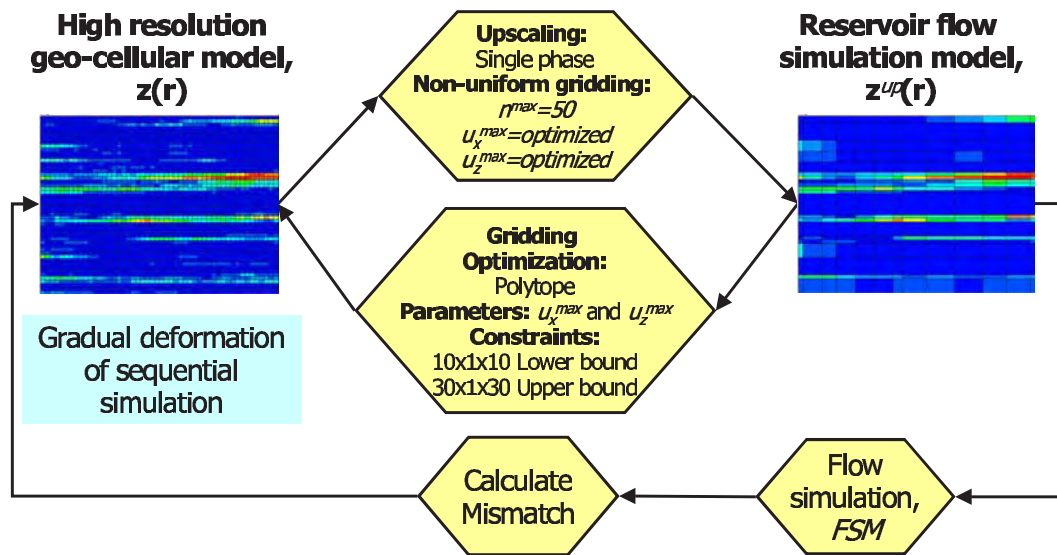 High resolution
geo-cellular model,
z(r)
Upscaling:
Single phase
Non-uniform gridding:
n^max=50
u_x^max=optimized
u_z^max=optimized
Reservoir flow
simulation model,
z^up(r)
Gridding
Optimization:
Polytope
Parameters: u_x^max and u_z^max
Constraints:
10x1x10 Lower bound
30x1x30 Upper bound
Gradual deformation
of sequential
simulation
Calculate
Mismatch
Flow
simulation,
FSM